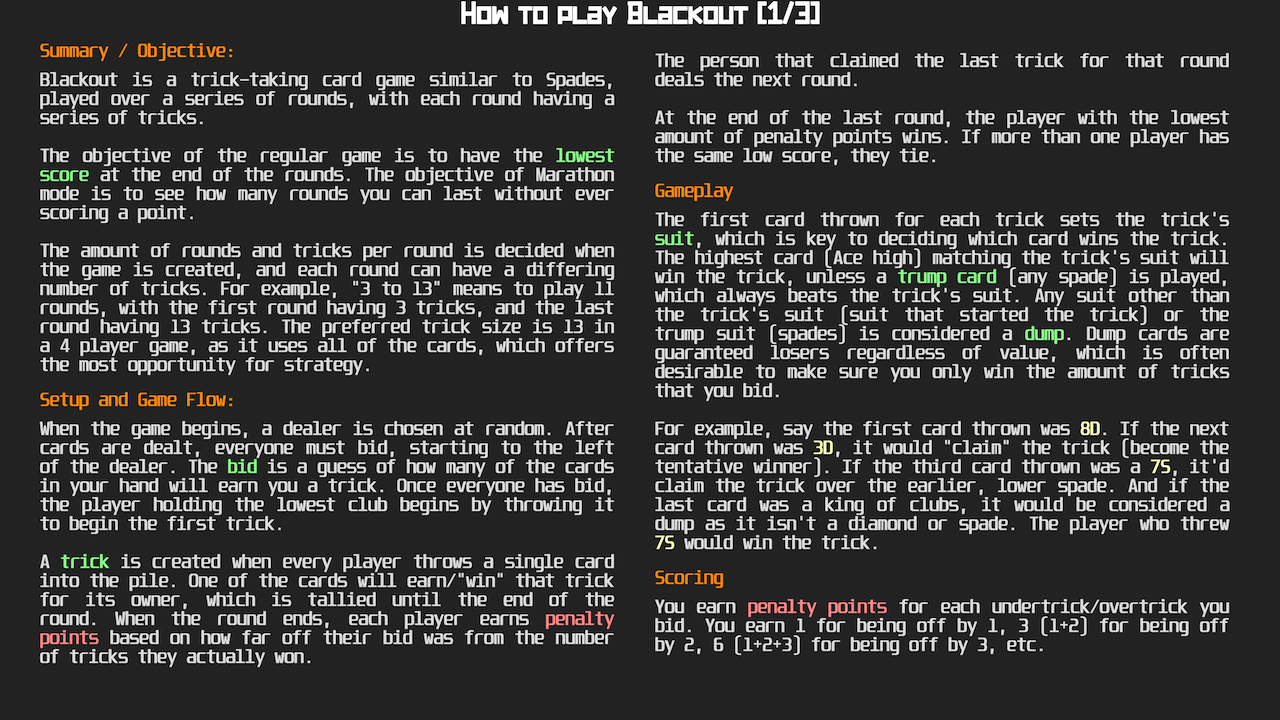 How to play Blackout [1/3]
Summary / Objective:
Blackout is a trick-taking card game similar to Spades,
played over a series of rounds, with each round having a
series of tricks.
The objective of the regular game is to have the lowest
score at the end of the rounds. The objective of Marathon
mode is to see how many rounds you can last without ever
scoring a point.
The amount of rounds and tricks per round is decided when
the game is created, and each round can have a differing
number of tricks. For example, "3 to 13" means to play 11
rounds, with the first round having 3 tricks, and the last
round having 13 tricks. The preferred trick size is 13 in
a 4 player game, as it uses all of the cards, which offers
the most opportunity for strategy.
Setup and Game Flow:
When the game begins, a dealer is chosen at random. After
cards are dealt, everyone must bid, starting to the left
of the dealer. The bid is a guess of how many of the cards
in your hand will earn you a trick. Once everyone has bid,
the player holding the lowest club begins by throwing it
to begin the first trick.
A trick is created when every player throws a single card
into the pile. One of the cards will earn/"win" that trick
for its owner, which is tallied until the end of the
round. When the round ends, each player earns penalty
points based on how far off their bid was from the number
of tricks they actually won.
The person that claimed the last trick for that round
deals the next round.
At the end of the last round, the player with the lowest
amount of penalty points wins. If more than one player has
the same low score, they tie.
Gameplay
The first card thrown for each trick sets the trick's
suit, which is key to deciding which card wins the trick.
The highest card (Ace high) matching the trick's suit will
win the trick, unless a trump card (any spade) is played,
which always beats the trick's suit. Any suit other than
the trick's suit (suit that started the trick) or the
trump suit (spades) is considered a dump. Dump cards are
guaranteed losers regardless of value, which is often
desirable to make sure you only win the amount of tricks
that you bid.
For example, say the first card thrown was 8D. If the next
card thrown was 3D, it would "claim" the trick (become the
tentative winner). If the third card thrown was a 7S, it'd
claim the trick over the earlier, lower spade. And if the
last card was a king of clubs, it would be considered a
dump as it isn't a diamond or spade. The player who threw
7S would win the trick.
Scoring
You earn penalty points for each undertrick/overtrick you
bid. You earn 1 for being off by 1, 3 (1+2) for being off
by 2, 6 (1+2+3) for being off by 3, etc.